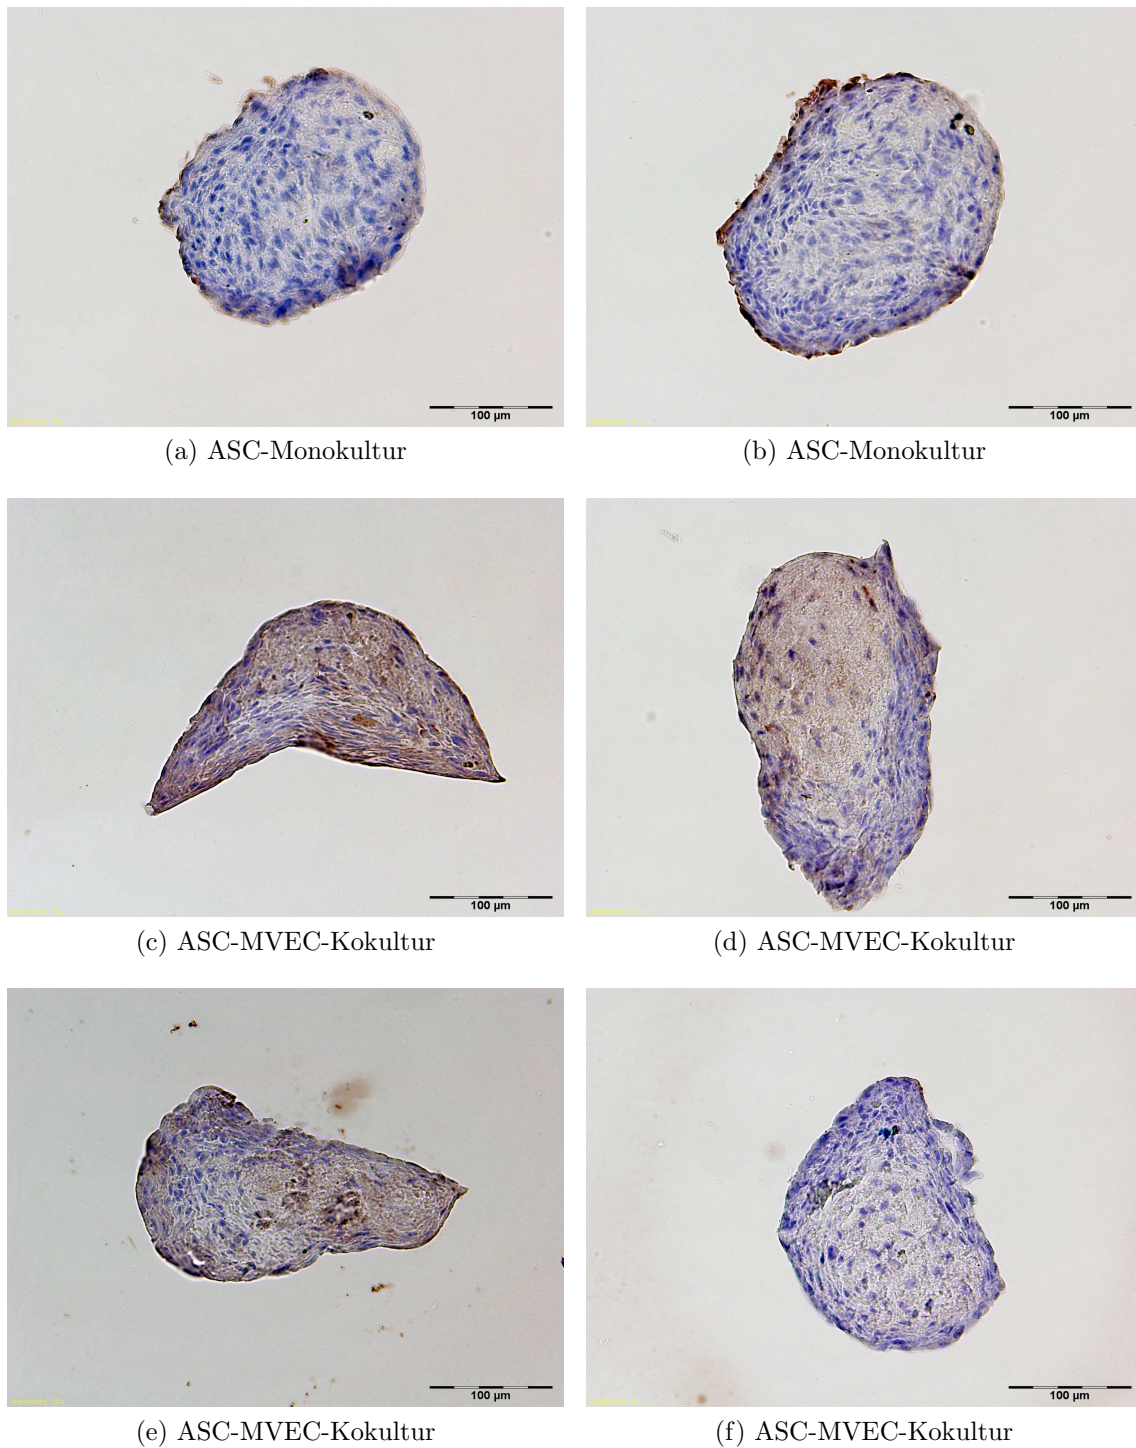 100 µm
100 µm
(a) ASC-Monokultur
(b) ASC-Monokultur
100 µm
100 µm
(c) ASC-MVEC-Kokultur
(d) ASC-MVEC-Kokultur
100 µm
100 µm
(e) ASC-MVEC-Kokultur
(f) ASC-MVEC-Kokultur